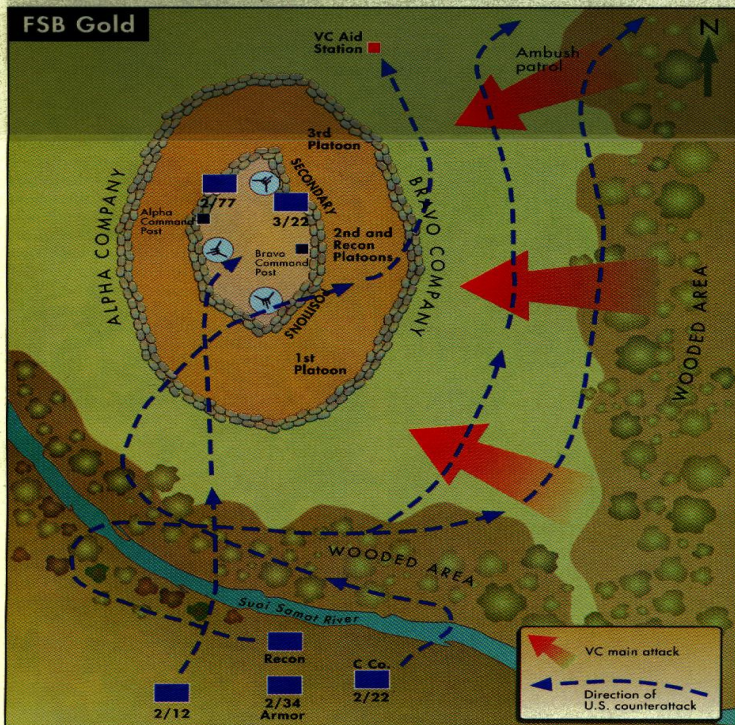 FSB Gold
VC Aid
Station
N
Ambush
patrol
3rd
Platoon
SECONDARY
POSITIONS
ALPHA COMPANY
BRAVO COMPANY
2/77
3/22
Alpha
Command
Post
2nd and
Recon
Platoons
Bravo
Command
Post
1st
Platoon
WOODED AREA
WOODED AREA
Suoi Samat River
Recon
C Co.
2/22
2/12
2/34
Armor
VC main attack
Direction of
U.S. counterattack